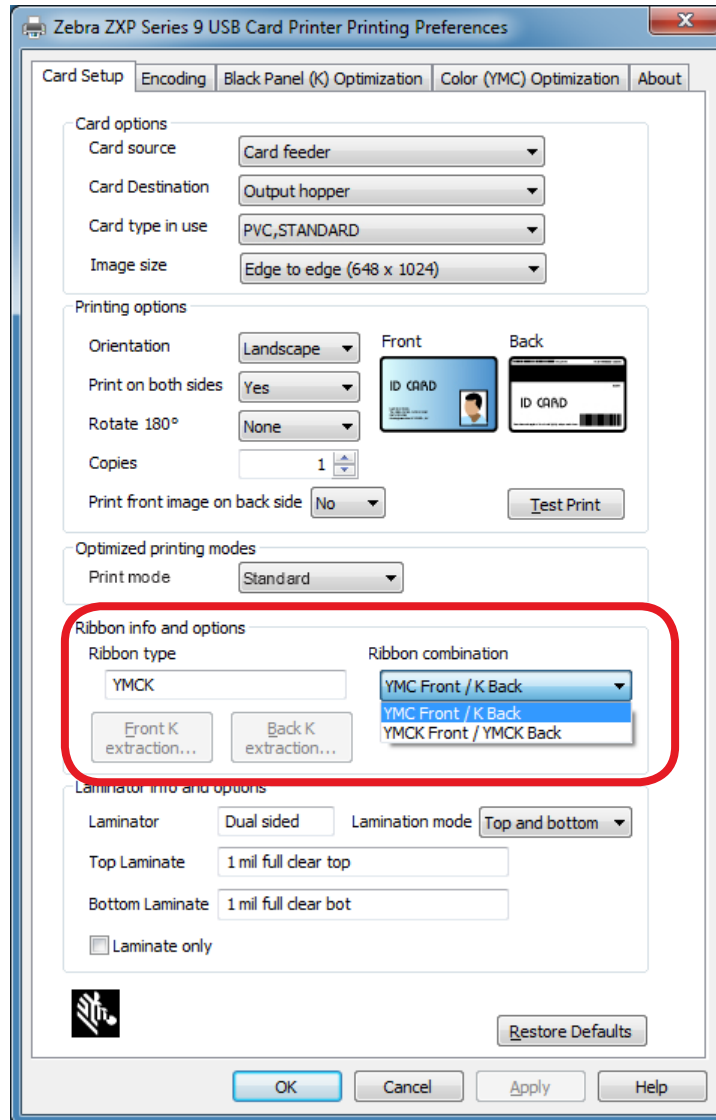 Zebra ZXP Series 9 USB Card Printer Printing Preferences
Card Setup Encoding Black Panel (K) Optimization Color (YMC) Optimization About
Card options
Card source Card feeder
Card Destination Output hopper
Card type in use PVC,STANDARD
Image size Edge to edge (648 x 1024)
Printing options
Orientation Landscape Front Back
Print on both sides Yes
ID CARD
ID CARD
Rotate 180° None
Copies 1
Print front image on back side No Test Print
Optimized printing modes
Print mode Standard
Ribbon info and options
Ribbon type Ribbon combination
YMCK YMC Front / K Back
YMC Front / K Back
YMCK Front / YMCK Back
Front K extraction...
Back K extraction...
Laminator info and options
Laminator Dual sided Lamination mode Top and bottom
Top Laminate 1 mil full clear top
Bottom Laminate 1 mil full clear bot
Laminate only
Restore Defaults
OK Cancel Apply Help